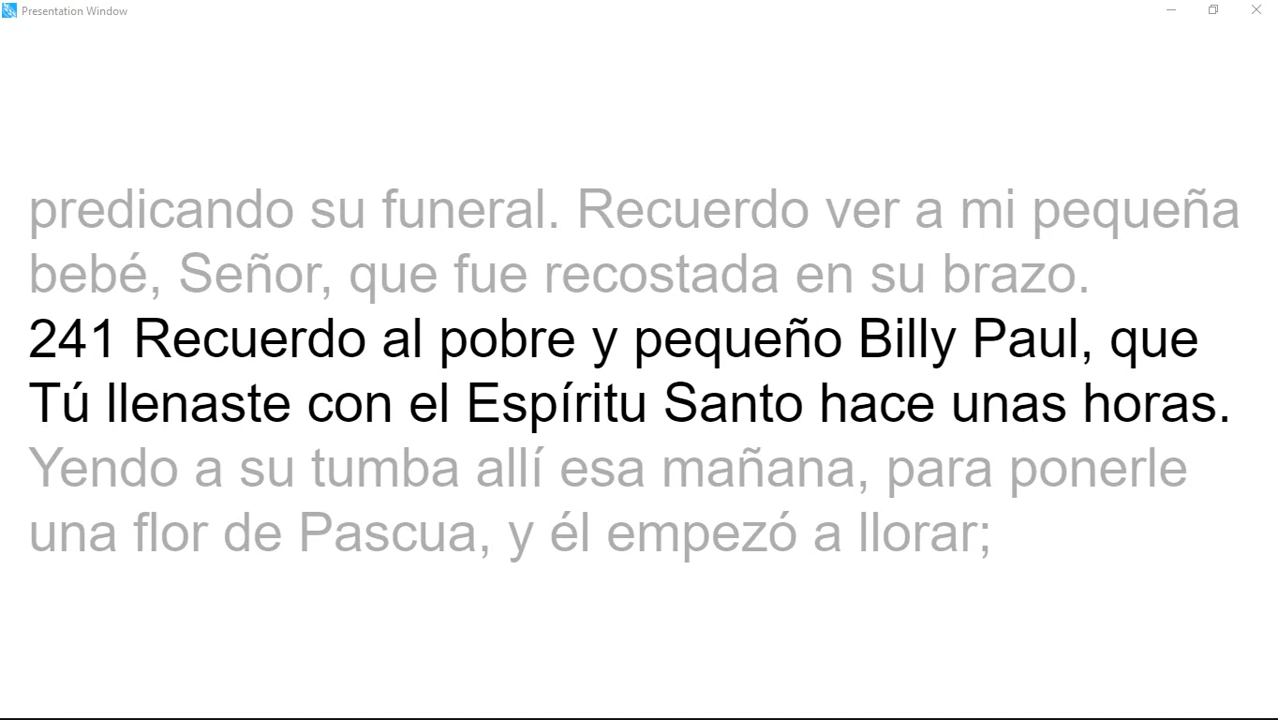 Presentation Window
predicando su funeral. Recuerdo ver a mi pequeña
bebé, Señor, que fue recostada en su brazo.
241 Recuerdo al pobre y pequeño Billy Paul, que
Tú llenaste con el Espíritu Santo hace unas horas.
Yendo a su tumba allí esa mañana, para ponerle
una flor de Pascua, y él empezó a llorar;